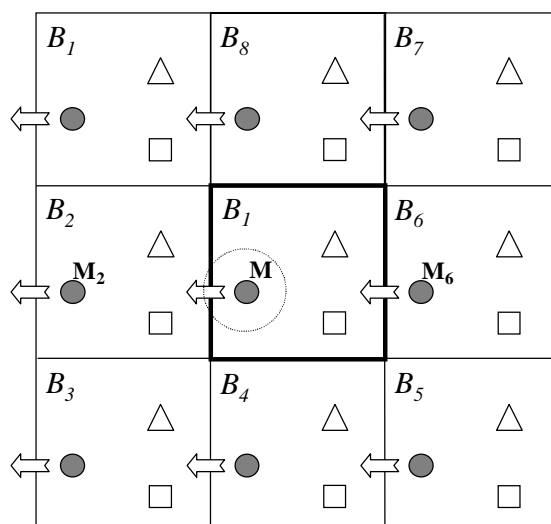 B₁ B₈ B₇
B₂ B₁ B₆
M₂ M M₆
B₃ B₄ B₅